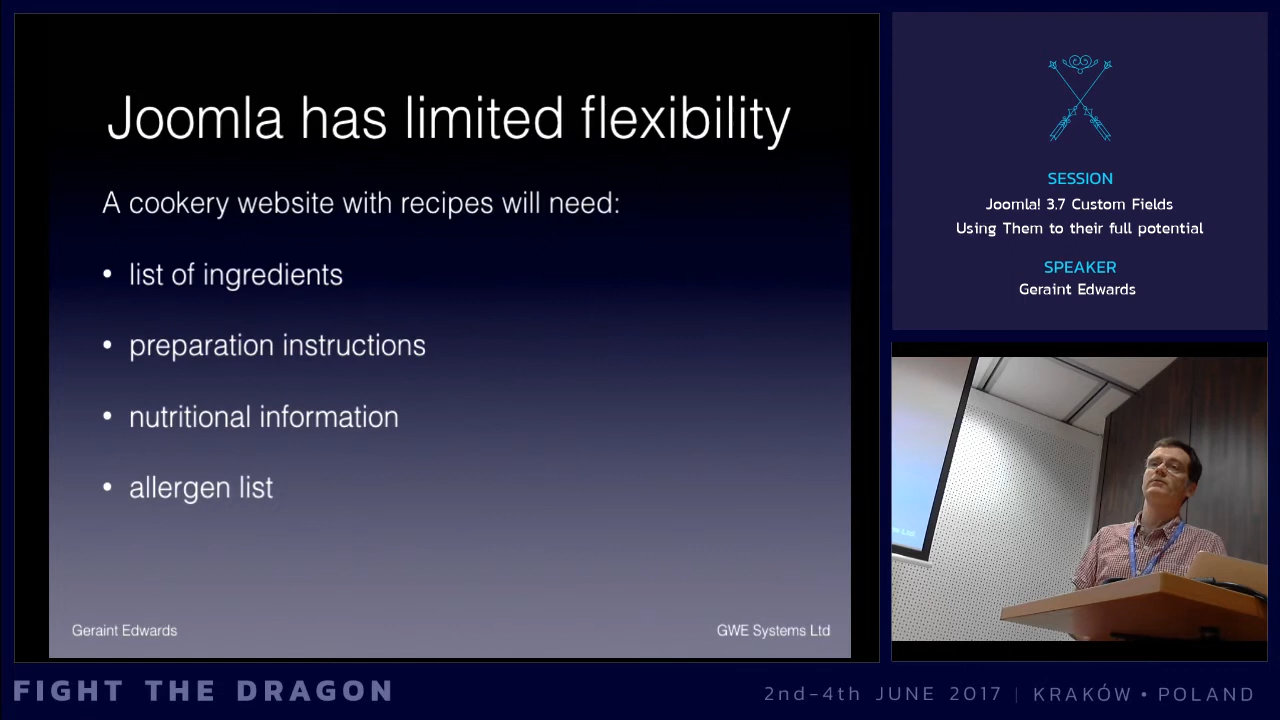 Joomla has limited flexibility
A cookery website with recipes will need:
• list of ingredients
• preparation instructions
• nutritional information
• allergen list
Geraint Edwards
GWE Systems Ltd
SESSION
Joomla! 3.7 Custom Fields
Using Them to their full potential
SPEAKER
Geraint Edwards
FIGHT THE DRAGON
2nd-4th JUNE 2017 | KRAKÓW • POLAND